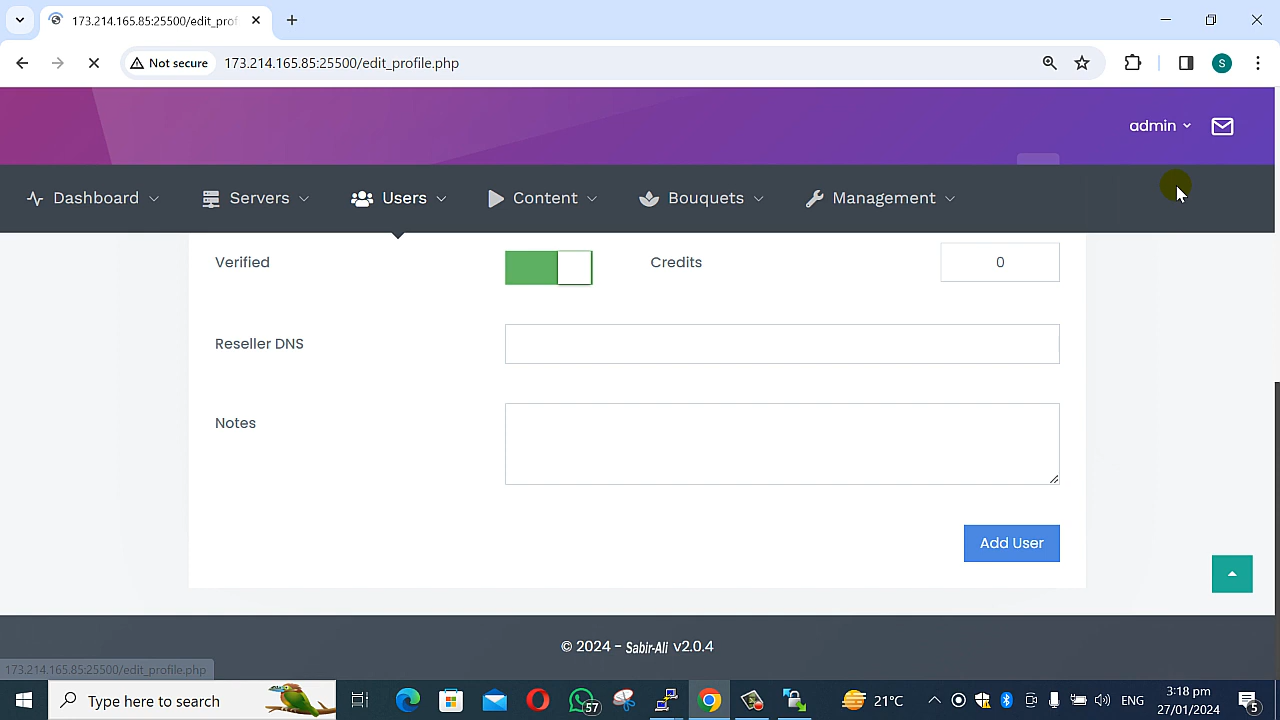 173.214.165.85:25500/edit_prof
Not secure
173.214.165.85:25500/edit_profile.php
S
admin
Dashboard
Servers
Users
Content
Bouquets
Management
Verified
Credits
0
Reseller DNS
Notes
Add User
© 2024 - Sabir-Ali v2.0.4
173.214.165.85:25500/edit_profile.php
Type here to search
57
21°C
ENG
3:18 pm
27/01/2024
5